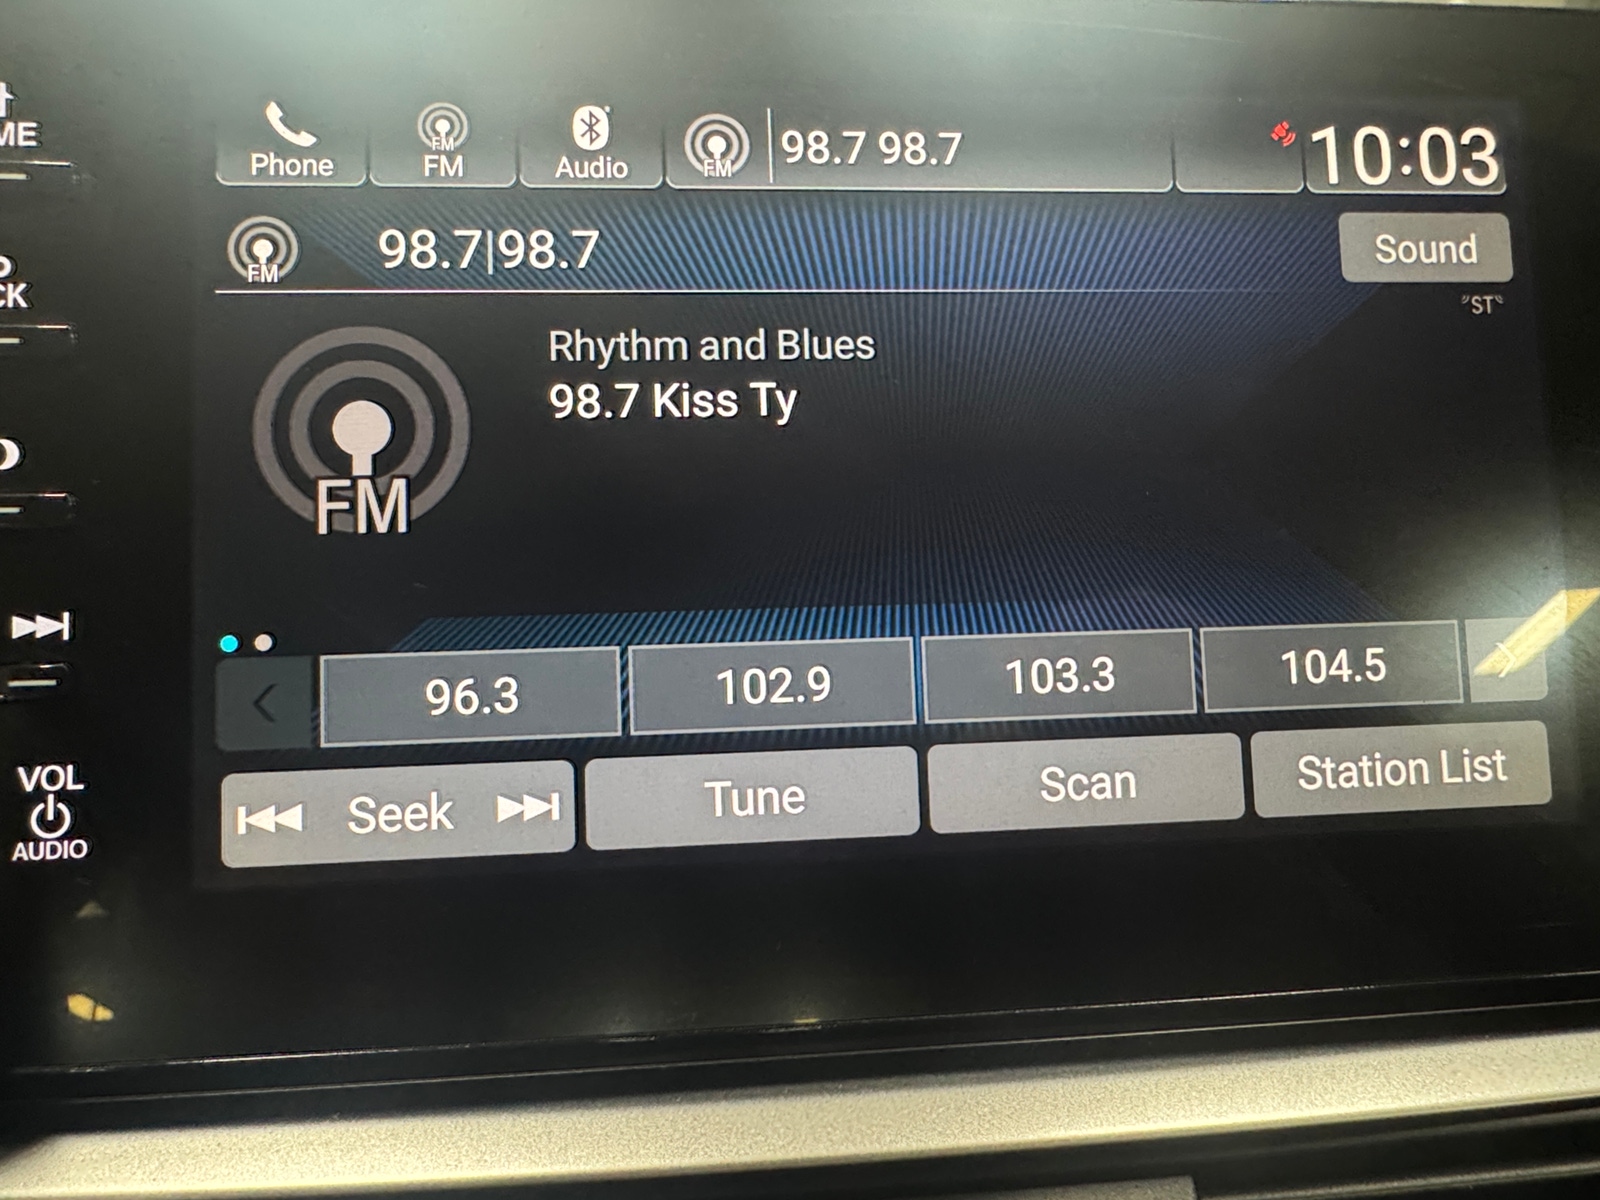 Phone
FM
FM
Audio
FM
98.7 98.7
10:03
FM
98.7|98.7
Sound
"ST"
Rhythm and Blues
98.7 Kiss Ty
FM
96.3
102.9
103.3
104.5
Seek
Tune
Scan
Station List
VOL
AUDIO